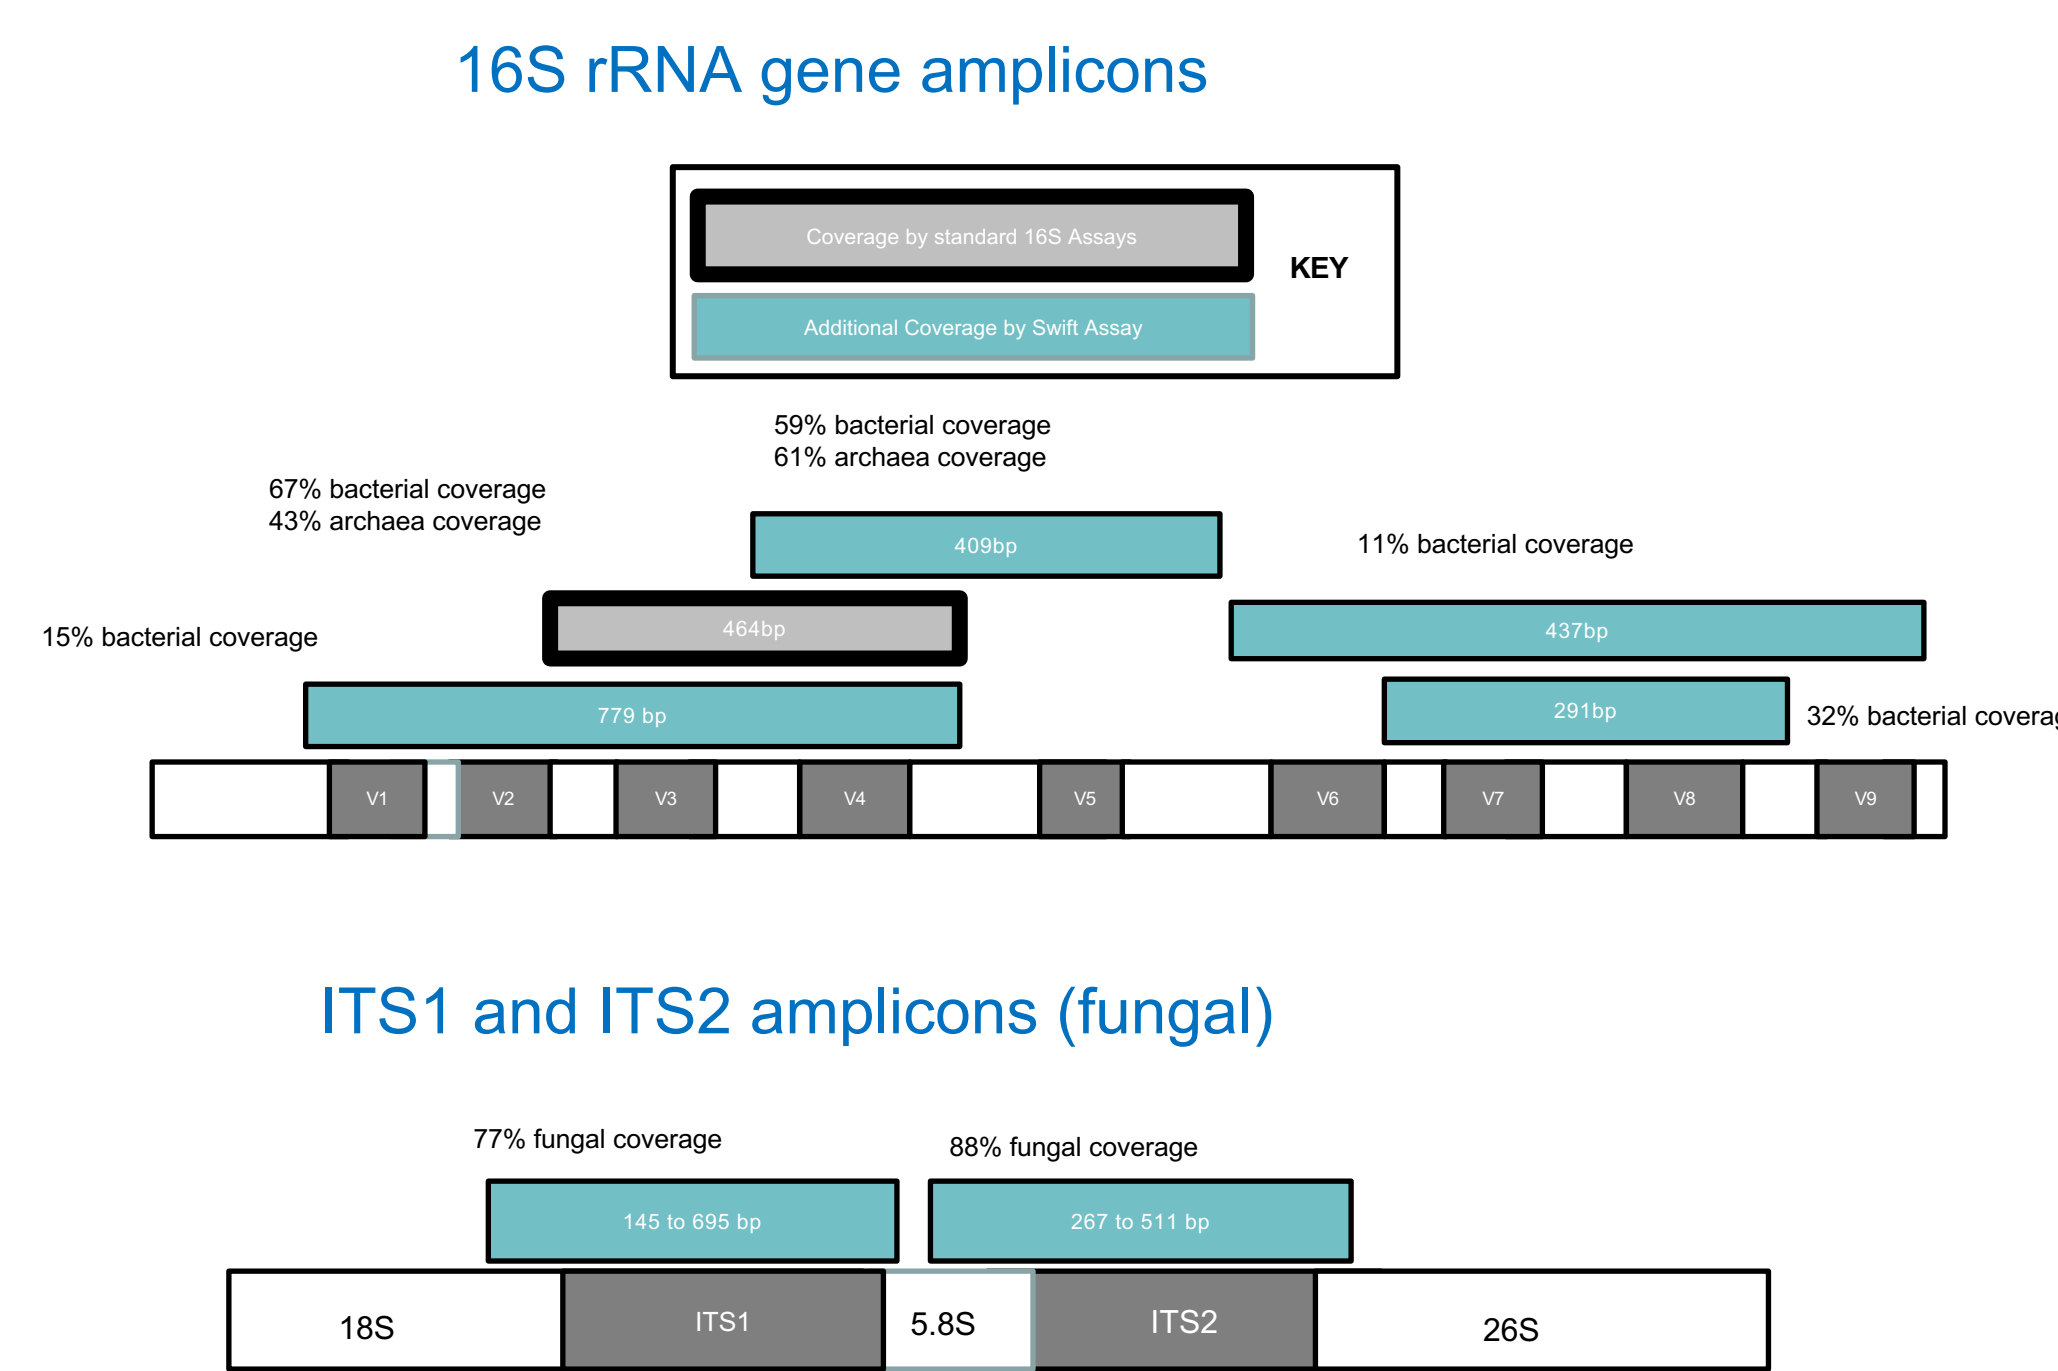 16S rRNA gene amplicons
Coverage by standard 16S Assays
KEY
Additional Coverage by Swift Assay
59% bacterial coverage
61% archaea coverage
67% bacterial coverage
43% archaea coverage
409bp
11% bacterial coverage
464bp
437bp
15% bacterial coverage
779 bp
291bp
32% bacterial
V1 V2 V3 V4 V5 V6 V7 V8 V9
ITS1 and ITS2 amplicons (fungal)
77% fungal coverage
88% fungal coverage
145 to 695 bp
267 to 511 bp
18S ITS1 5.8S ITS2 26S